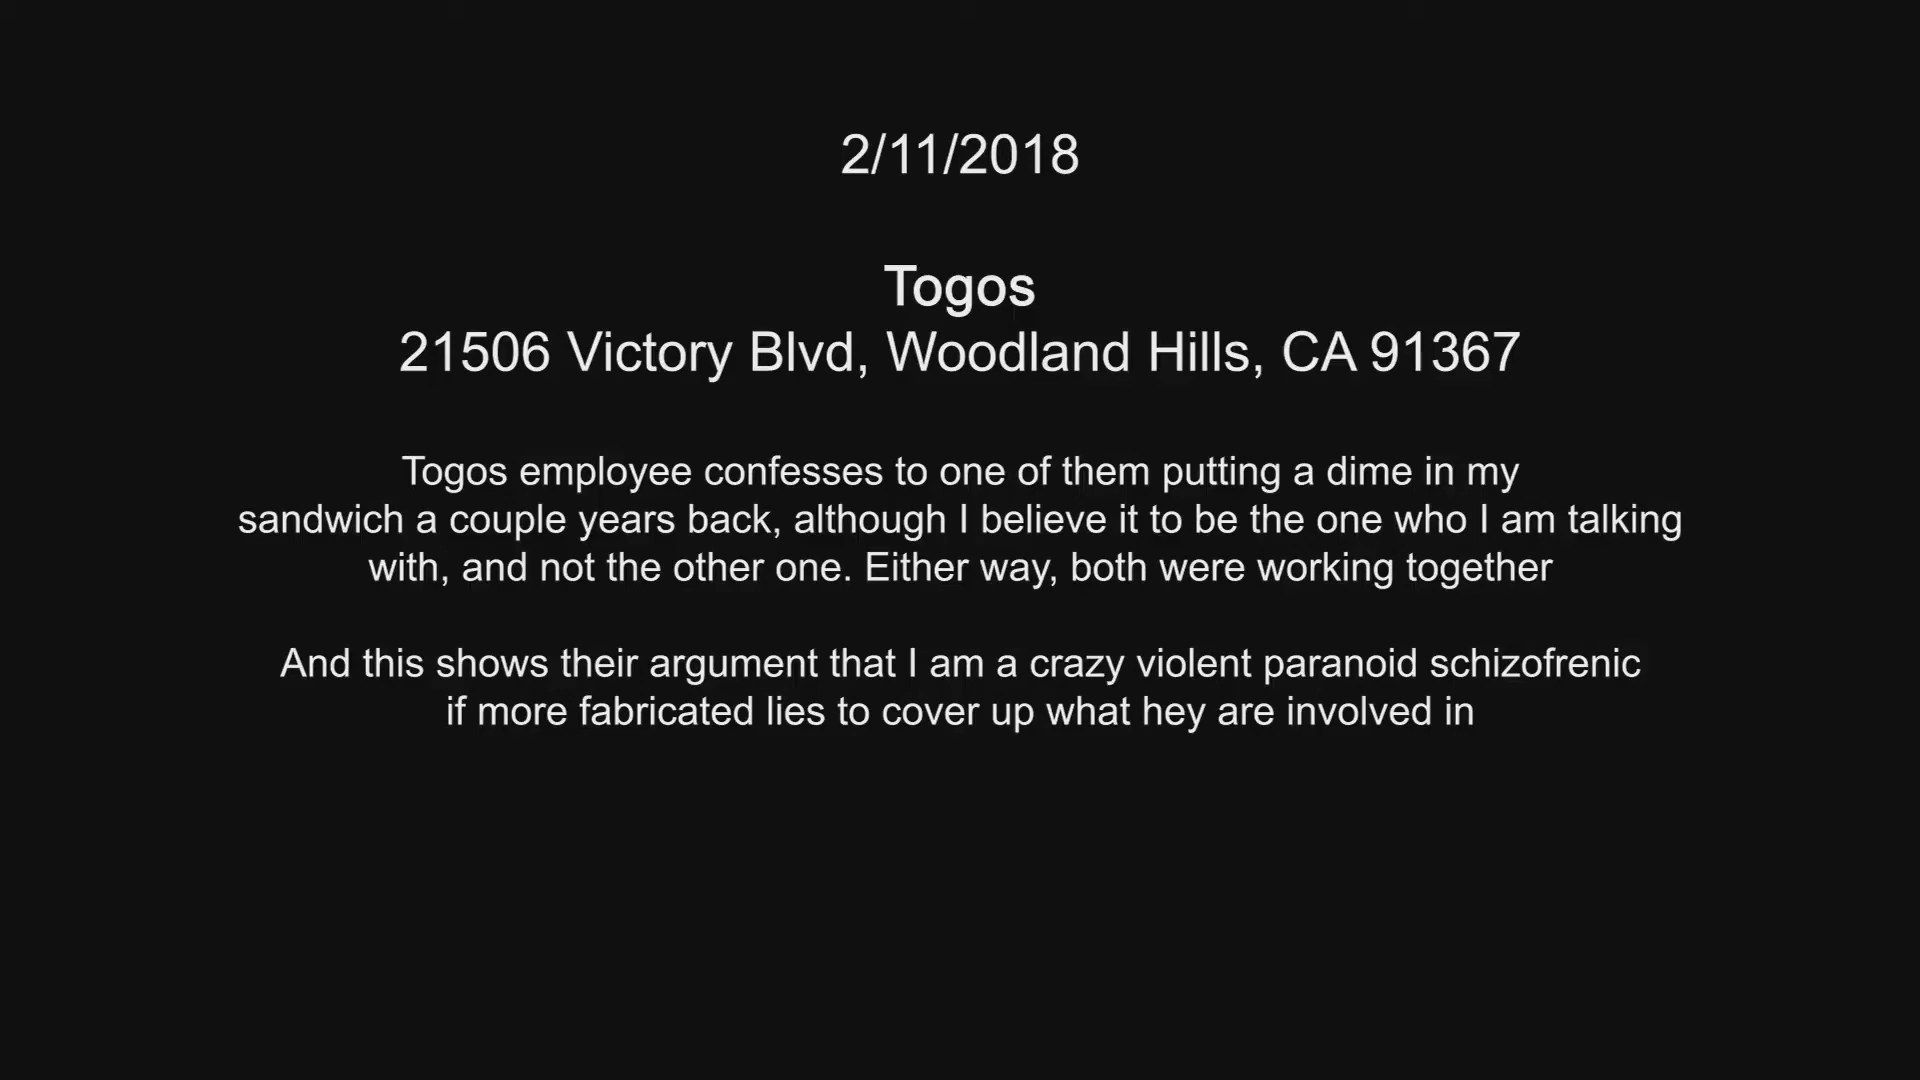 2/11/2018
Togos
21506 Victory Blvd, Woodland Hills, CA 91367
Togos employee confesses to one of them putting a dime in my
sandwich a couple years back, although I believe it to be the one who I am talking
with, and not the other one. Either way, both were working together
And this shows their argument that I am a crazy violent paranoid schizofrenic
if more fabricated lies to cover up what hey are involved in